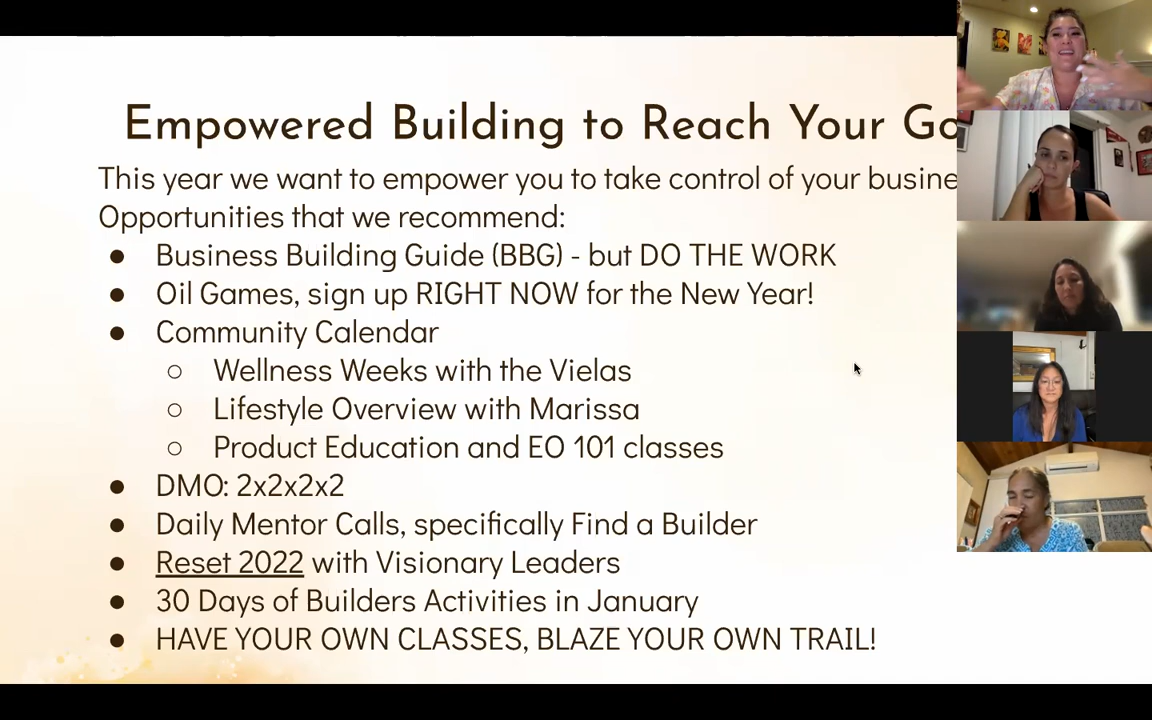 Empowered Building to Reach Your Go
This year we want to empower you to take control of your busine
Opportunities that we recommend:
● Business Building Guide (BBG) - but DO THE WORK
● Oil Games, sign up RIGHT NOW for the New Year!
● Community Calendar
○ Wellness Weeks with the Vielas
○ Lifestyle Overview with Marissa
○ Product Education and EO 101 classes
● DMO: 2x2x2x2
● Daily Mentor Calls, specifically Find a Builder
● Reset 2022 with Visionary Leaders
● 30 Days of Builders Activities in January
● HAVE YOUR OWN CLASSES, BLAZE YOUR OWN TRAIL!